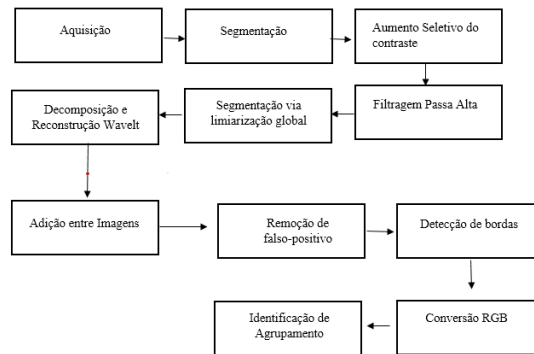 Aquisição
Segmentação
Aumento Seletivo do
contraste
Filtragem Passa Alta
Segmentação via
limiarização global
Decomposição e
Reconstrução Wavelt
Adição entre Imagens
Remoção de
falso-positivo
Detecção de bordas
Conversão RGB
Identificação de
Agrupamento